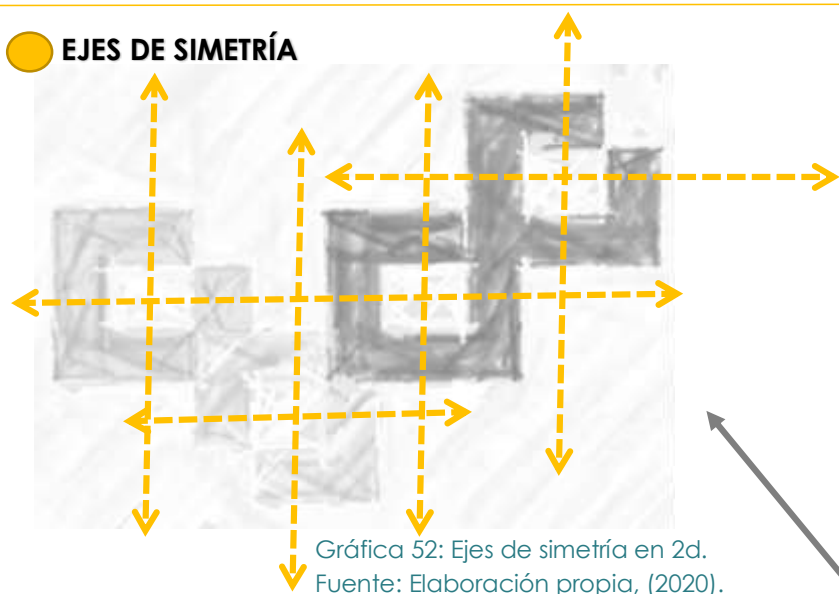 EJES DE SIMETRÍA
Gráfica 52: Ejes de simetría en 2d.
Fuente: Elaboración propia, (2020).